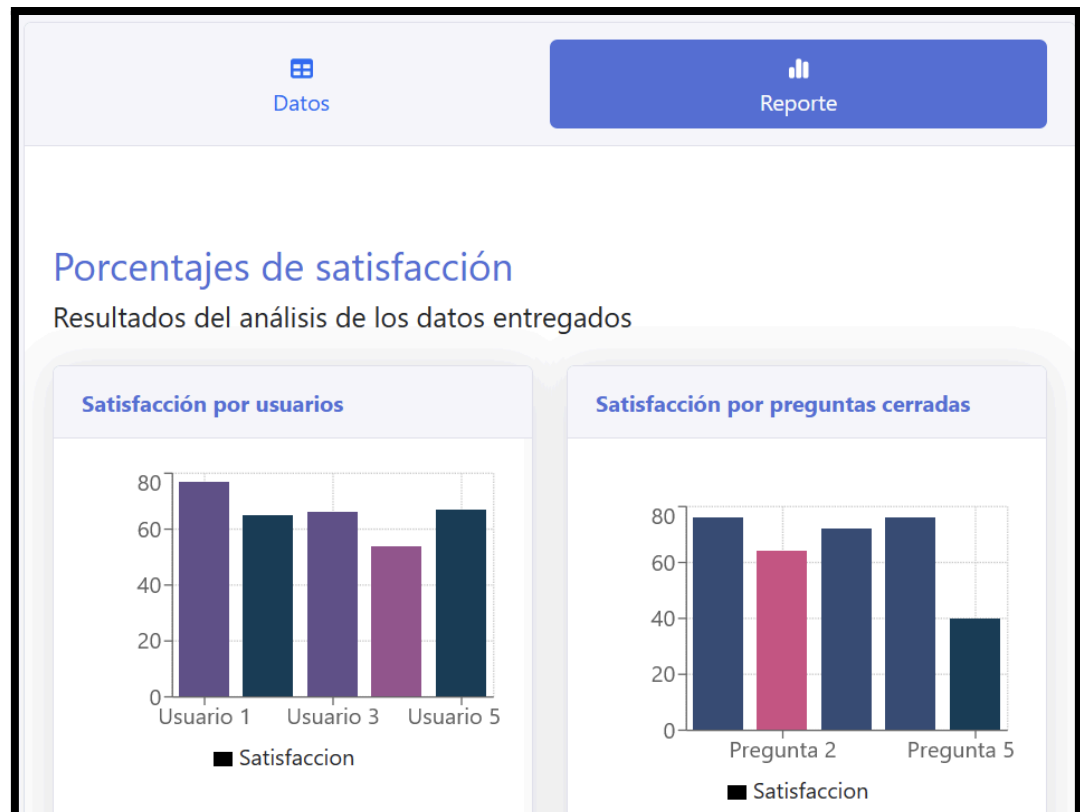 Datos
Reporte
Porcentajes de satisfacción
Resultados del análisis de los datos entregados
Satisfacción por usuarios
80
60
40
20
0
Usuario 1 Usuario 3 Usuario 5
Satisfaccion
Satisfacción por preguntas cerradas
80
60
40
20
0
Pregunta 2 Pregunta 5
Satisfaccion